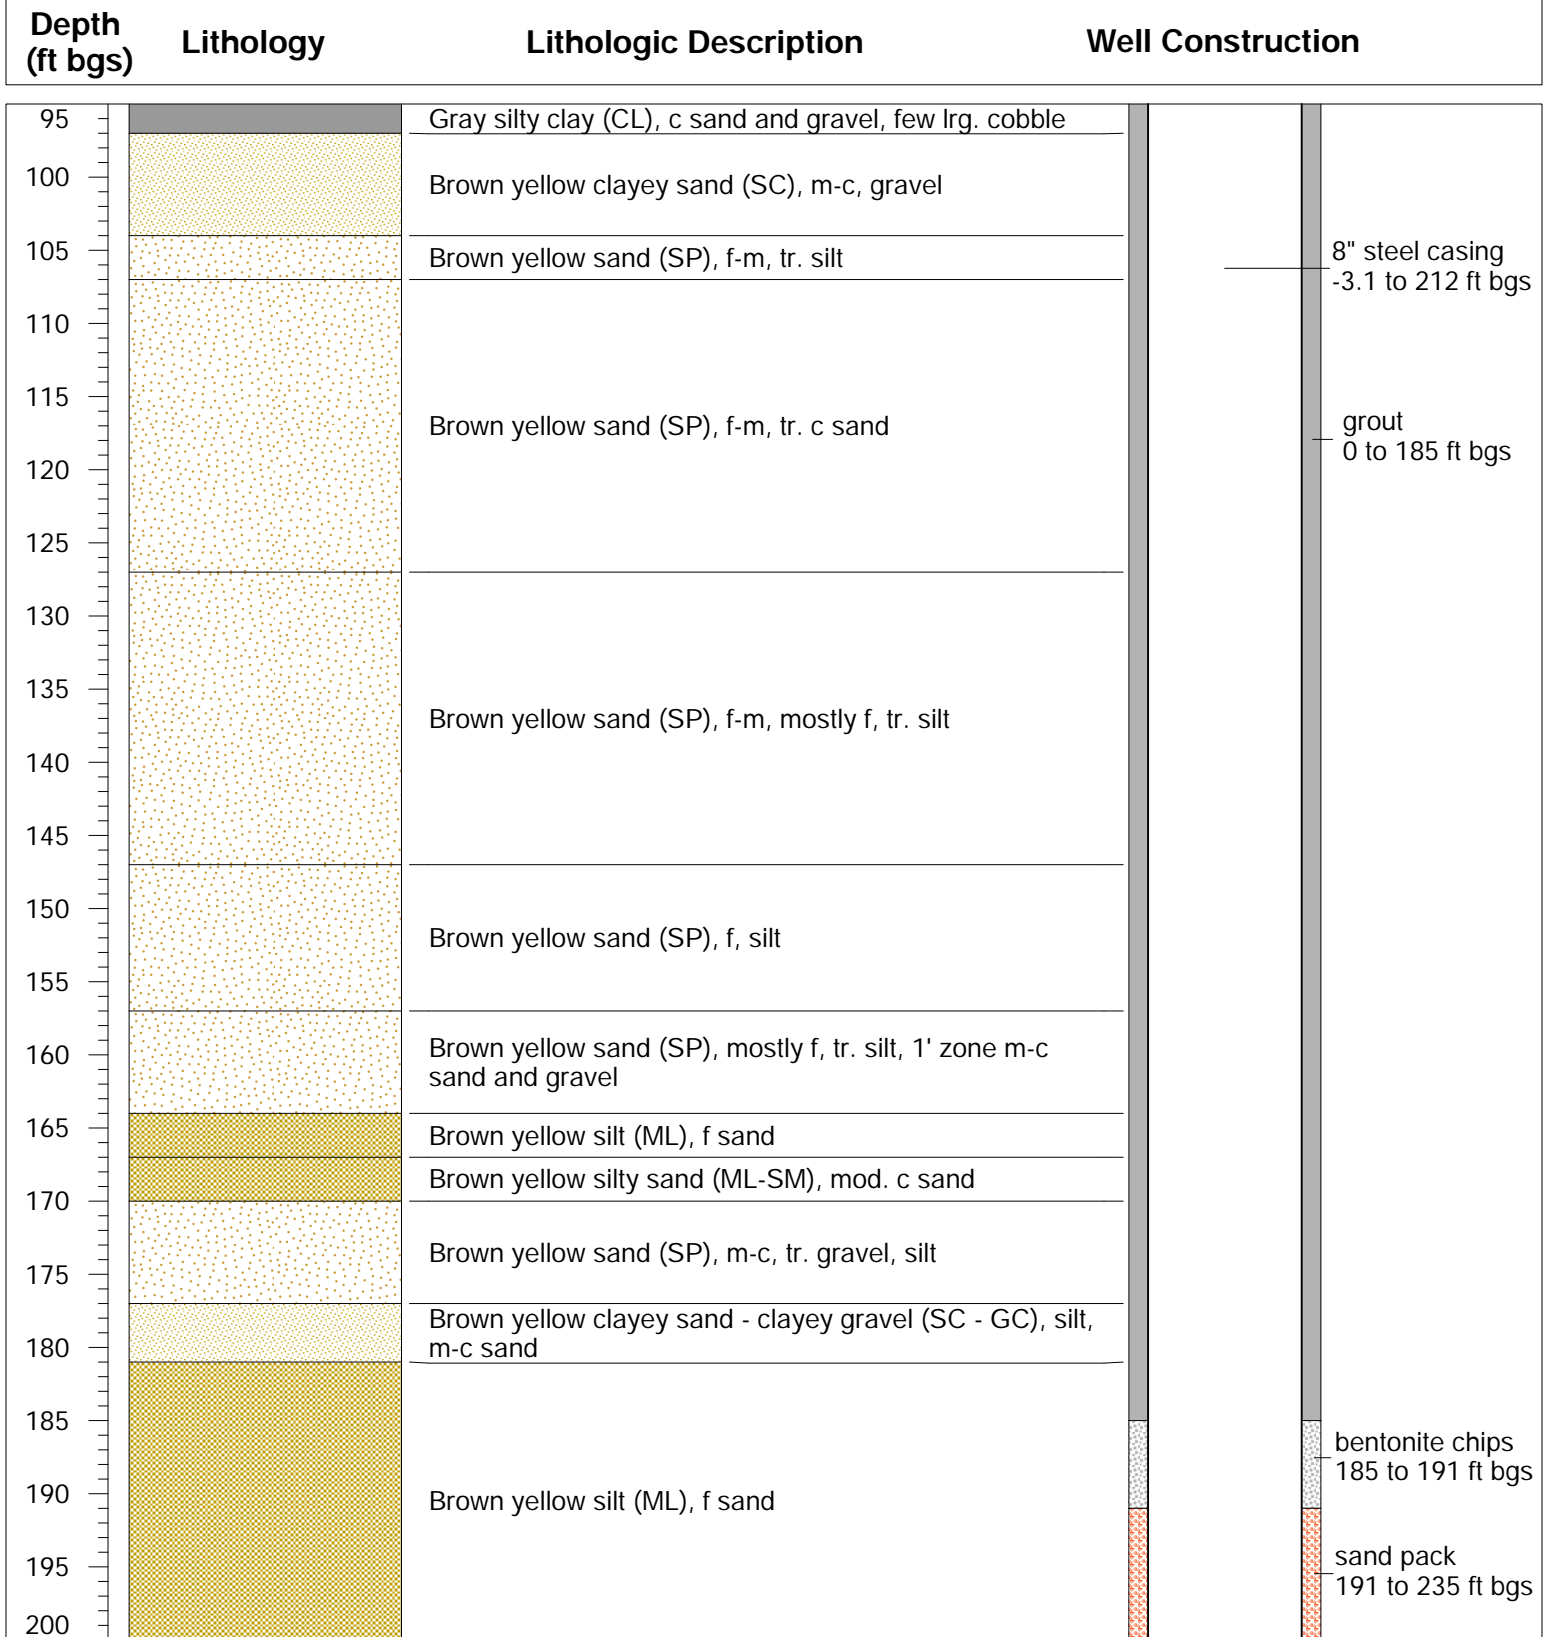 Depth
(ft bgs)
Lithology
Lithologic Description
Well Construction
95
Gray silty clay (CL), c sand and gravel, few lrg. cobble
100
Brown yellow clayey sand (SC), m-c, gravel
105
Brown yellow sand (SP), f-m, tr. silt
8" steel casing
-3.1 to 212 ft bgs
110
115
Brown yellow sand (SP), f-m, tr. c sand
grout
0 to 185 ft bgs
120
125
130
135
Brown yellow sand (SP), f-m, mostly f, tr. silt
140
145
150
Brown yellow sand (SP), f, silt
155
160
Brown yellow sand (SP), mostly f, tr. silt, 1' zone m-c
sand and gravel
165
Brown yellow silt (ML), f sand
Brown yellow silty sand (ML-SM), mod. c sand
170
Brown yellow sand (SP), m-c, tr. gravel, silt
175
Brown yellow clayey sand - clayey gravel (SC - GC), silt,
m-c sand
180
185
bentonite chips
185 to 191 ft bgs
190
Brown yellow silt (ML), f sand
195
sand pack
191 to 235 ft bgs
200